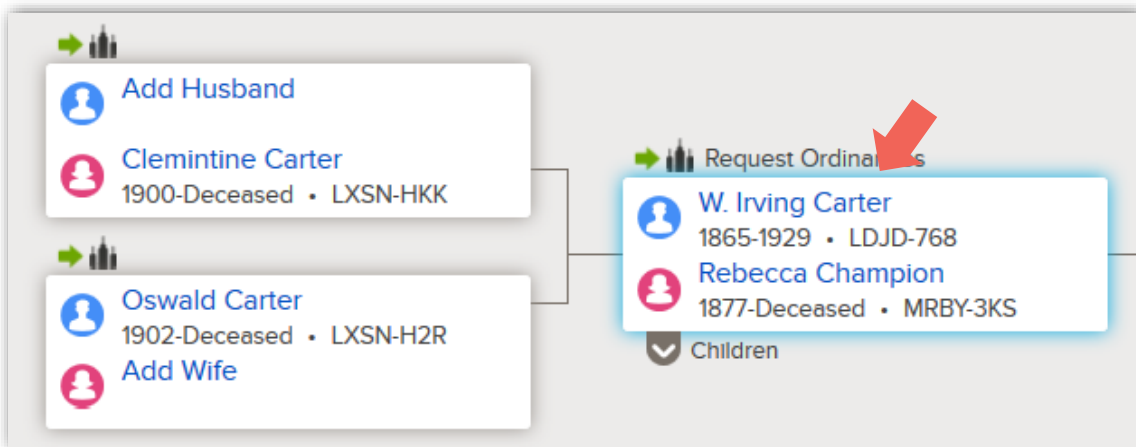 Add Husband
Clemintine Carter
1900-Deceased • LXSN-HKK
Oswald Carter
1902-Deceased • LXSN-H2R
Add Wife
Request Ordinances
W. Irving Carter
1865-1929 • LDJD-768
Rebecca Champion
1877-Deceased • MRBY-3KS
Children